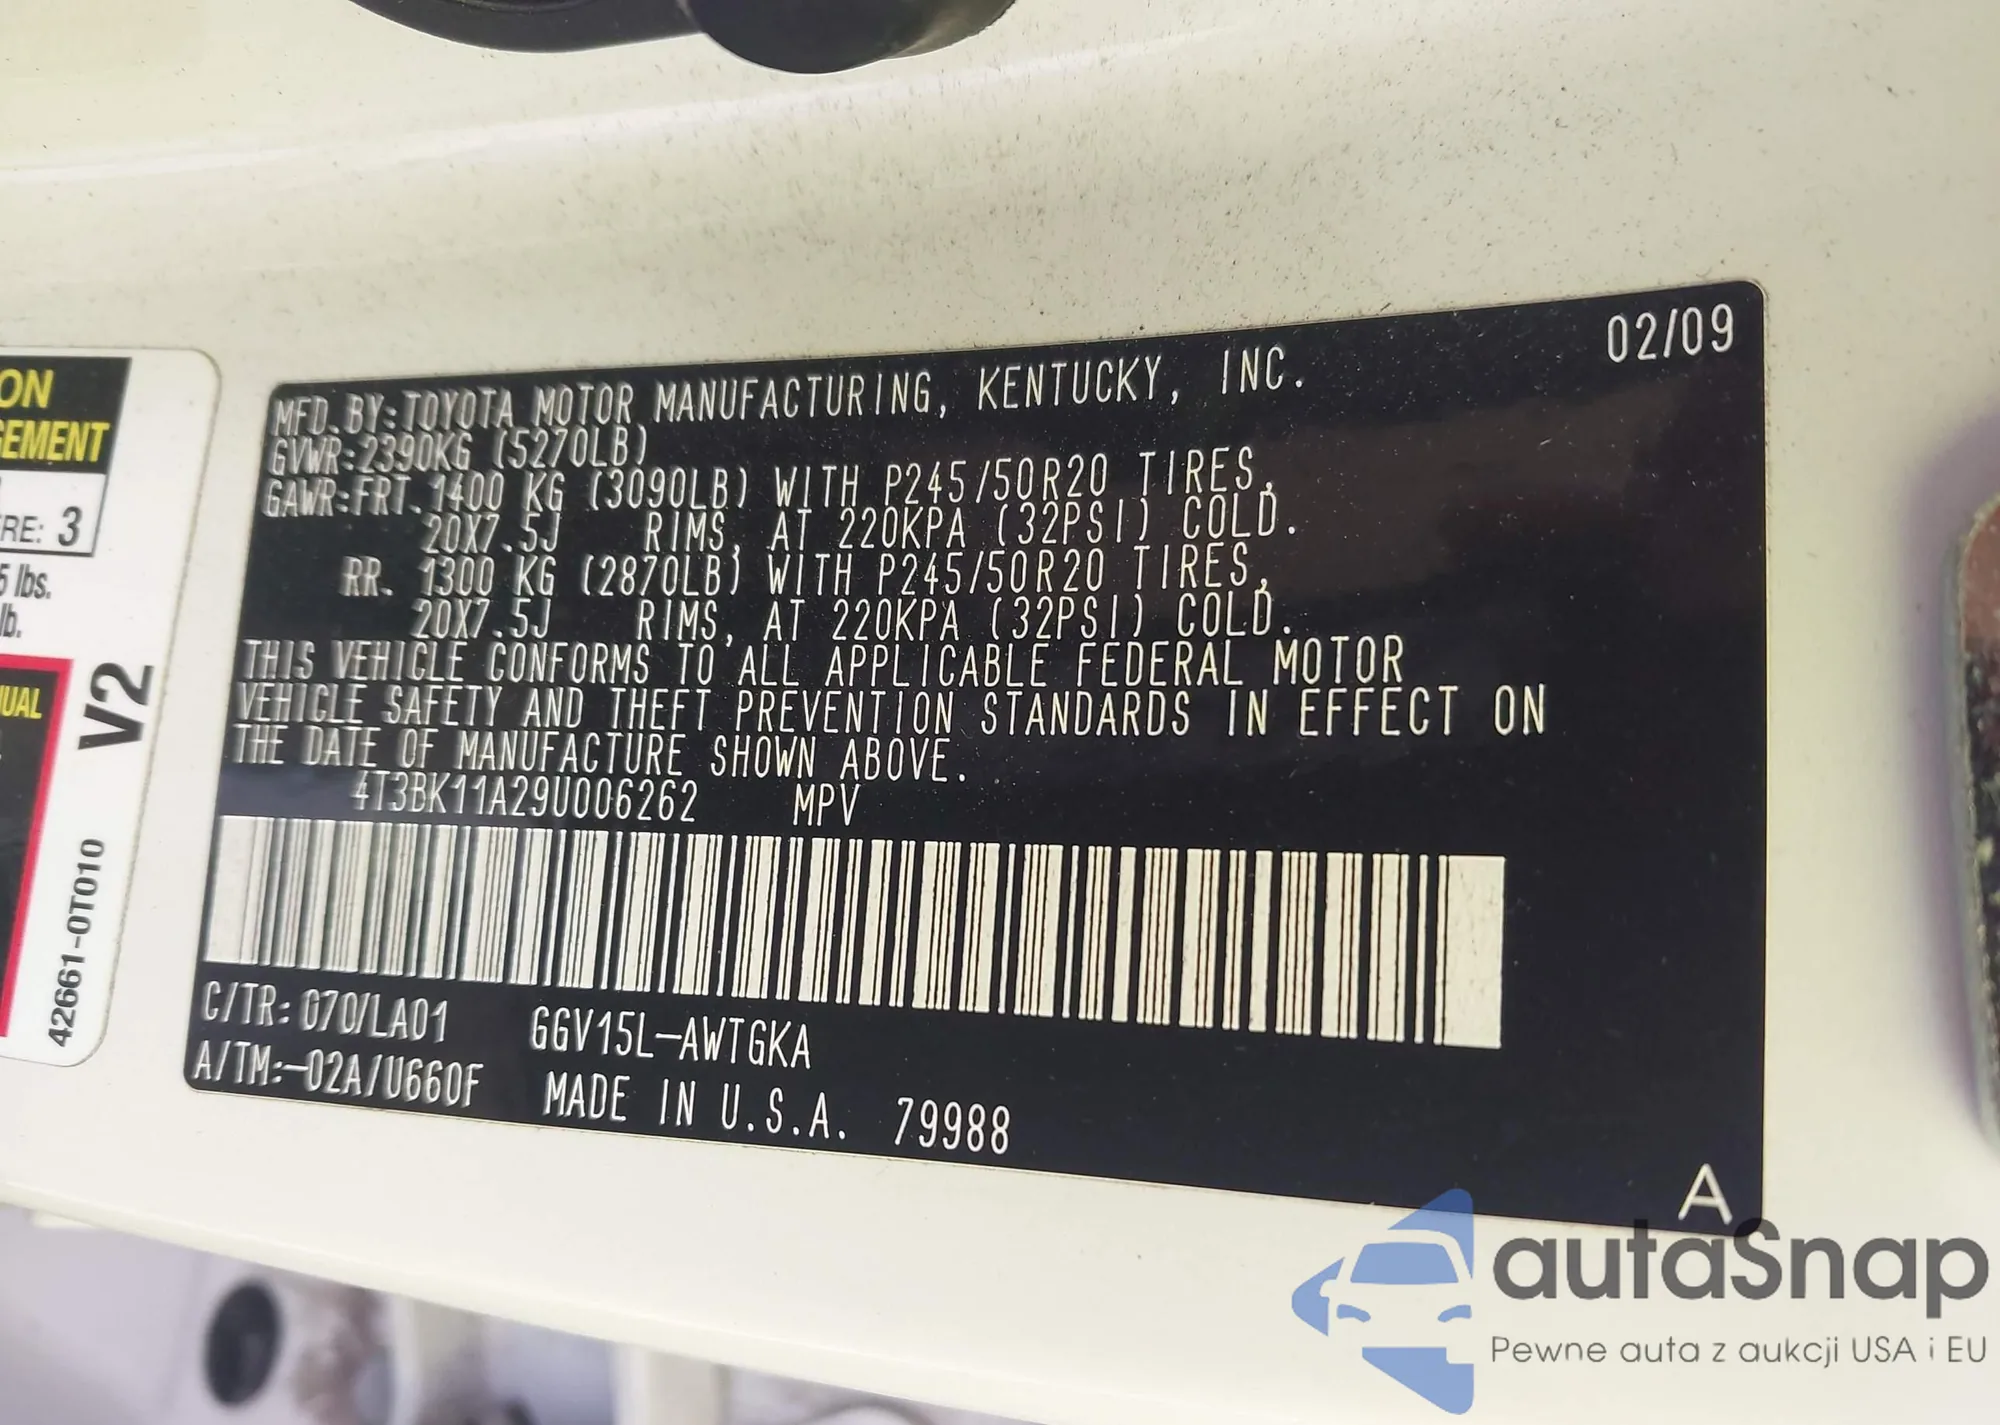 MFD. BY: TOYOTA MOTOR MANUFACTURING, KENTUCKY, INC. 02/09
GVWR: 2390KG (5270LB)
GAWR: FRT. 1400 KG (3090LB) WITH P245/50R20 TIRES,
20X7.5J RIMS, AT 220KPA (32PSI) COLD.
RR. 1300 KG (2870LB) WITH P245/50R20 TIRES,
20X7.5J RIMS, AT 220KPA (32PSI) COLD.
THIS VEHICLE CONFORMS TO ALL APPLICABLE FEDERAL MOTOR
VEHICLE SAFETY AND THEFT PREVENTION STANDARDS IN EFFECT ON
THE DATE OF MANUFACTURE SHOWN ABOVE.
4T3BK11A29U006262 MPV
C/TR: 070/LA01 GGV15L-AWTGKA
A/TM:-02A/U660F MADE IN U.S.A. 79988
A
ON
GEMENT
RE: 3
5 lbs.
lb.
UAL
V2
42661-0T010
autaSnap
Pewne auta z aukcji USA i EU